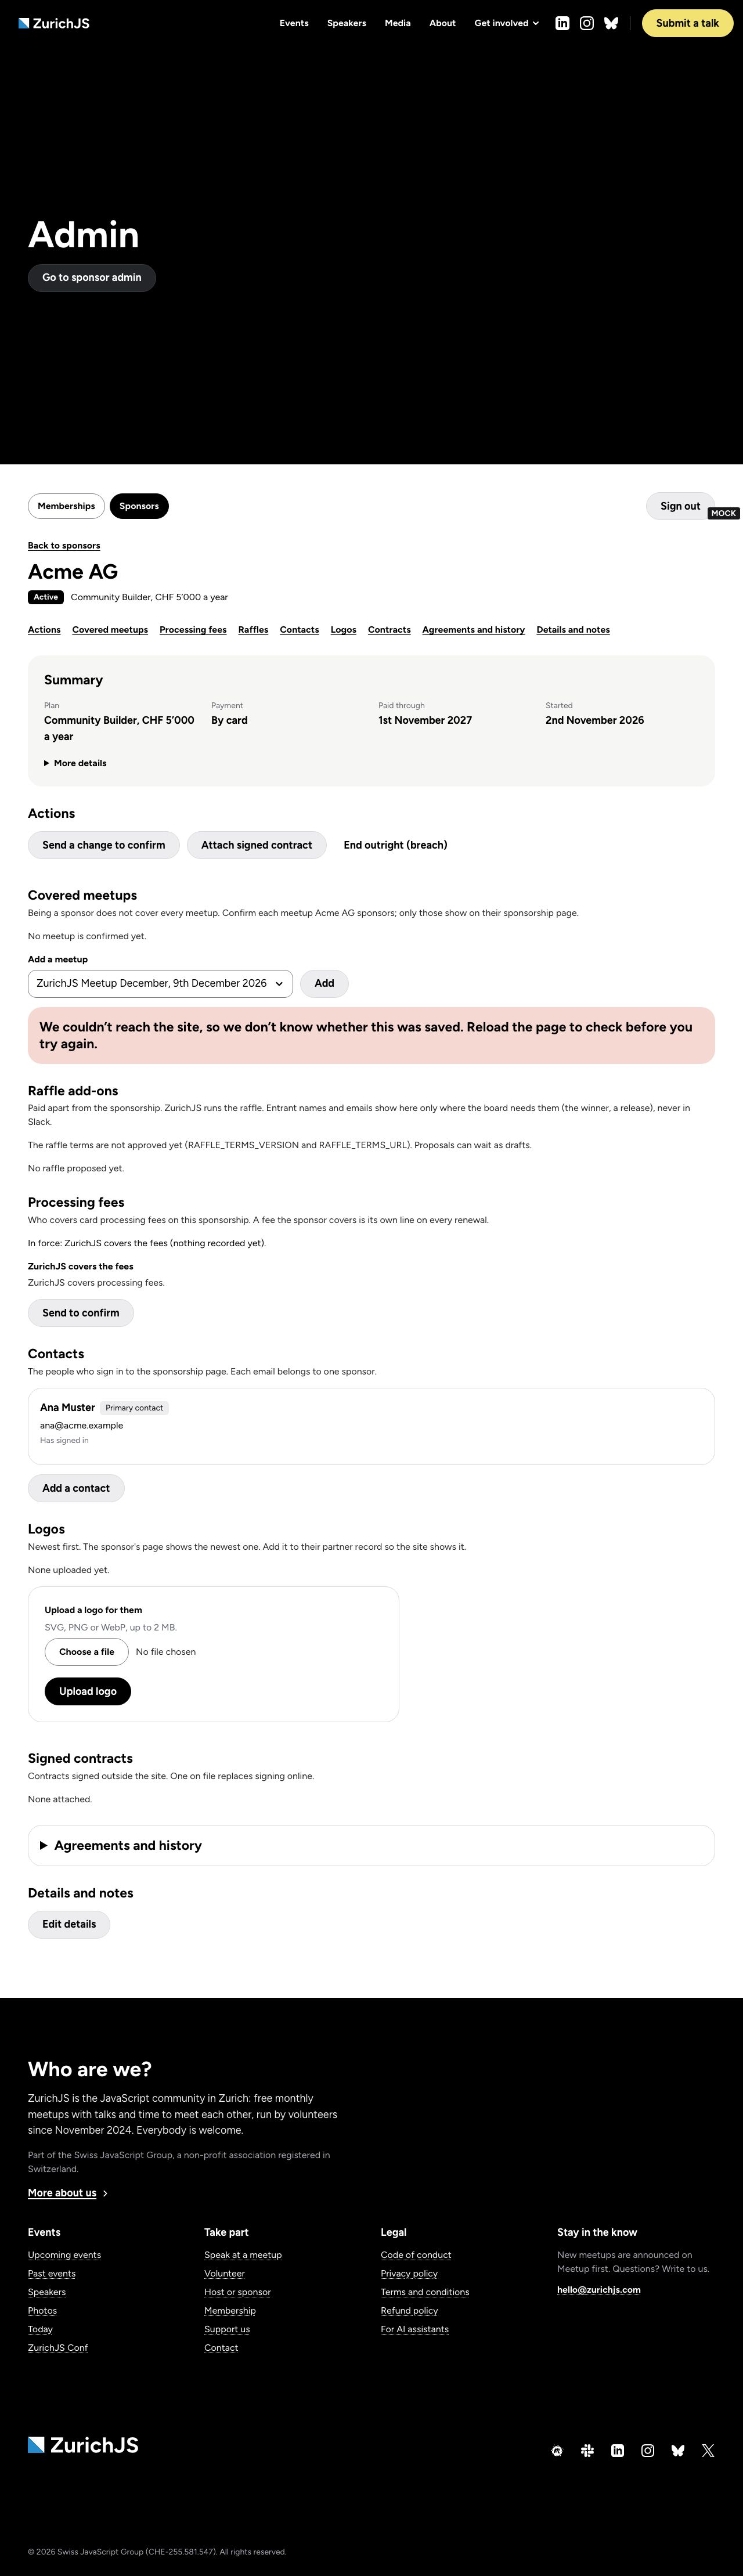 ZurichJS
Events
Speakers
Media
About
Get involved
Submit a talk
Admin
Go to sponsor admin
Memberships
Sponsors
Sign out
MOCK
Back to sponsors
Acme AG
Active
Community Builder, CHF 5’000 a year
Actions
Covered meetups
Processing fees
Raffles
Contacts
Logos
Contracts
Agreements and history
Details and notes
Summary
Plan
Community Builder, CHF 5’000
a year
Payment
By card
Paid through
1st November 2027
Started
2nd November 2026
More details
Actions
Send a change to confirm
Attach signed contract
End outright (breach)
Covered meetups
Being a sponsor does not cover every meetup. Confirm each meetup Acme AG sponsors; only those show on their sponsorship page.
No meetup is confirmed yet.
Add a meetup
ZurichJS Meetup December, 9th December 2026
Add
We couldn’t reach the site, so we don’t know whether this was saved. Reload the page to check before you
try again.
Raffle add-ons
Paid apart from the sponsorship. ZurichJS runs the raffle. Entrant names and emails show here only where the board needs them (the winner, a release), never in
Slack.
The raffle terms are not approved yet (RAFFLE_TERMS_VERSION and RAFFLE_TERMS_URL). Proposals can wait as drafts.
No raffle proposed yet.
Processing fees
Who covers card processing fees on this sponsorship. A fee the sponsor covers is its own line on every renewal.
In force: ZurichJS covers the fees (nothing recorded yet).
ZurichJS covers the fees
ZurichJS covers processing fees.
Send to confirm
Contacts
The people who sign in to the sponsorship page. Each email belongs to one sponsor.
Ana Muster
Primary contact
ana@acme.example
Has signed in
Add a contact
Logos
Newest first. The sponsor's page shows the newest one. Add it to their partner record so the site shows it.
None uploaded yet.
Upload a logo for them
SVG, PNG or WebP, up to 2 MB.
Choose a file
No file chosen
Upload logo
Signed contracts
Contracts signed outside the site. One on file replaces signing online.
None attached.
Agreements and history
Details and notes
Edit details
Who are we?
ZurichJS is the JavaScript community in Zurich: free monthly
meetups with talks and time to meet each other, run by volunteers
since November 2024. Everybody is welcome.
Part of the Swiss JavaScript Group, a non-profit association registered in
Switzerland.
More about us
Events
Upcoming events
Past events
Speakers
Photos
Today
ZurichJS Conf
Take part
Speak at a meetup
Volunteer
Host or sponsor
Membership
Support us
Contact
Legal
Code of conduct
Privacy policy
Terms and conditions
Refund policy
For AI assistants
Stay in the know
New meetups are announced on
Meetup first. Questions? Write to us.
hello@zurichjs.com
ZurichJS
© 2026 Swiss JavaScript Group (CHE-255.581.547). All rights reserved.